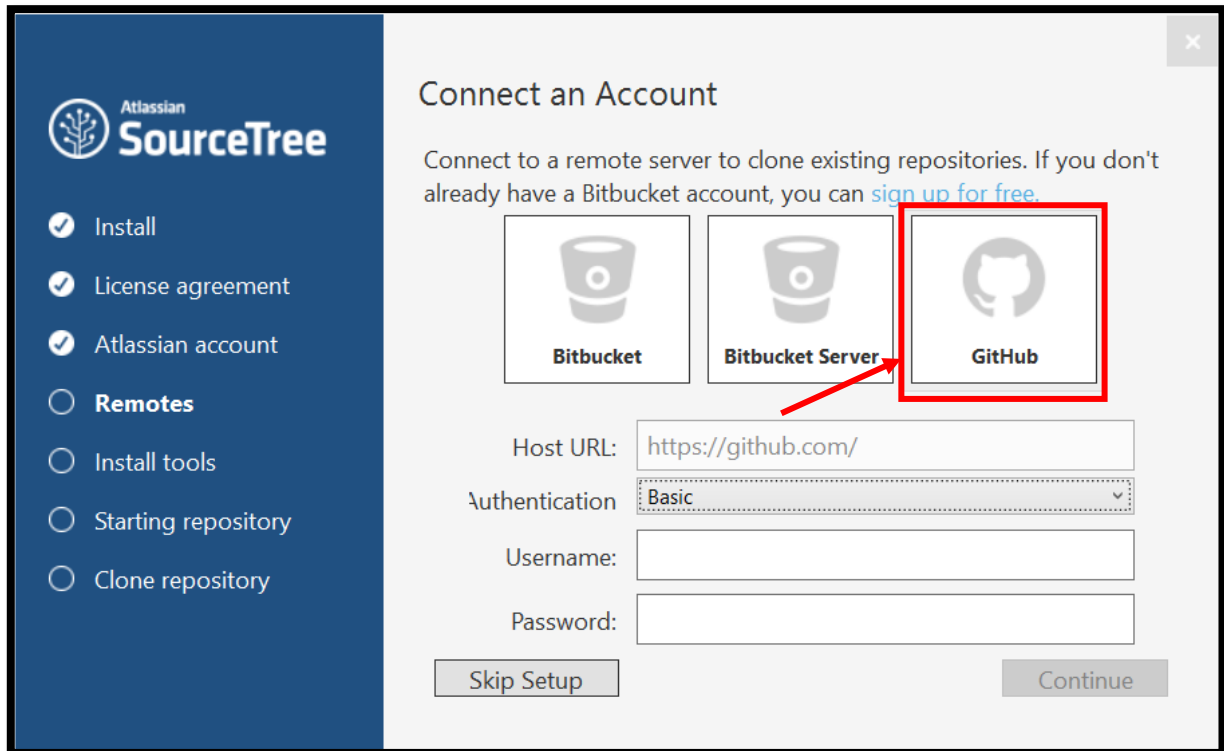 Atlassian
SourceTree
Install
License agreement
Atlassian account
Remotes
Install tools
Starting repository
Clone repository
Connect an Account
Connect to a remote server to clone existing repositories. If you don't
already have a Bitbucket account, you can sign up for free.
Bitbucket
Bitbucket Server
GitHub
Host URL: https://github.com/
Authentication Basic
Username:
Password:
Skip Setup
Continue